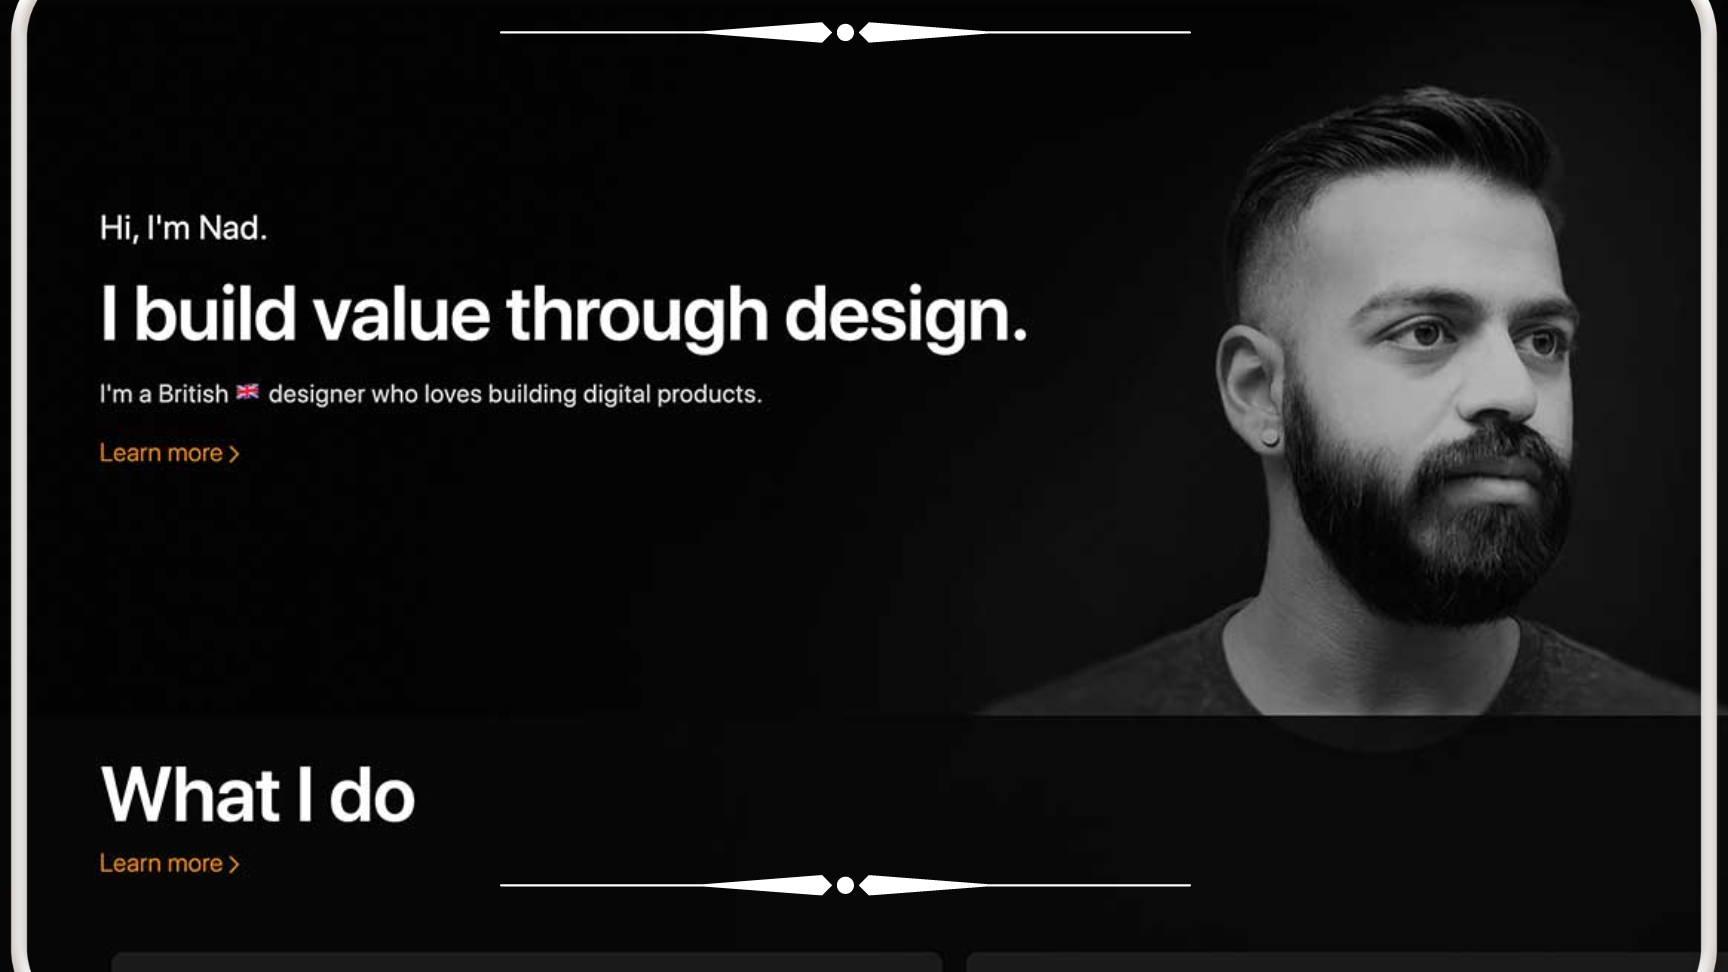 Hi, I'm Nad.
I build value through design.
I'm a British 🇬🇧 designer who loves building digital products.
Learn more >
What I do
Learn more >